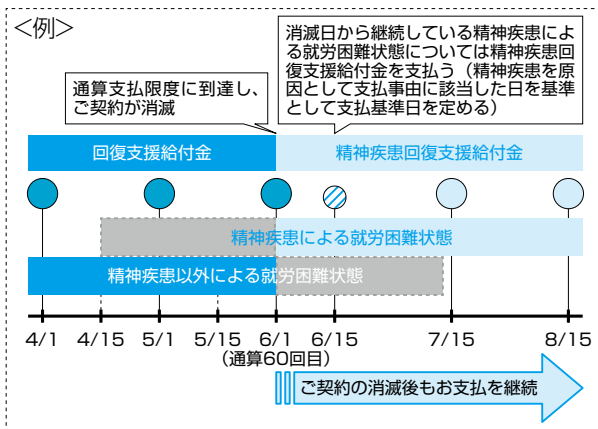 <例>
消滅日から継続している精神疾患によ
る就労困難状態については精神疾患回
復支援給付金を支払う（精神疾患を原
因として支払事由に該当した日を基準
として支払基準日を定める）
通算支払限度に到達し、
ご契約が消滅
回復支援給付金
精神疾患回復支援給付金
精神疾患による就労困難状態
精神疾患以外による就労困難状態
4/1 4/15 5/1 5/15 6/1 6/15 7/15 8/15
（通算60回目）
ご契約の消滅後もお支払を継続